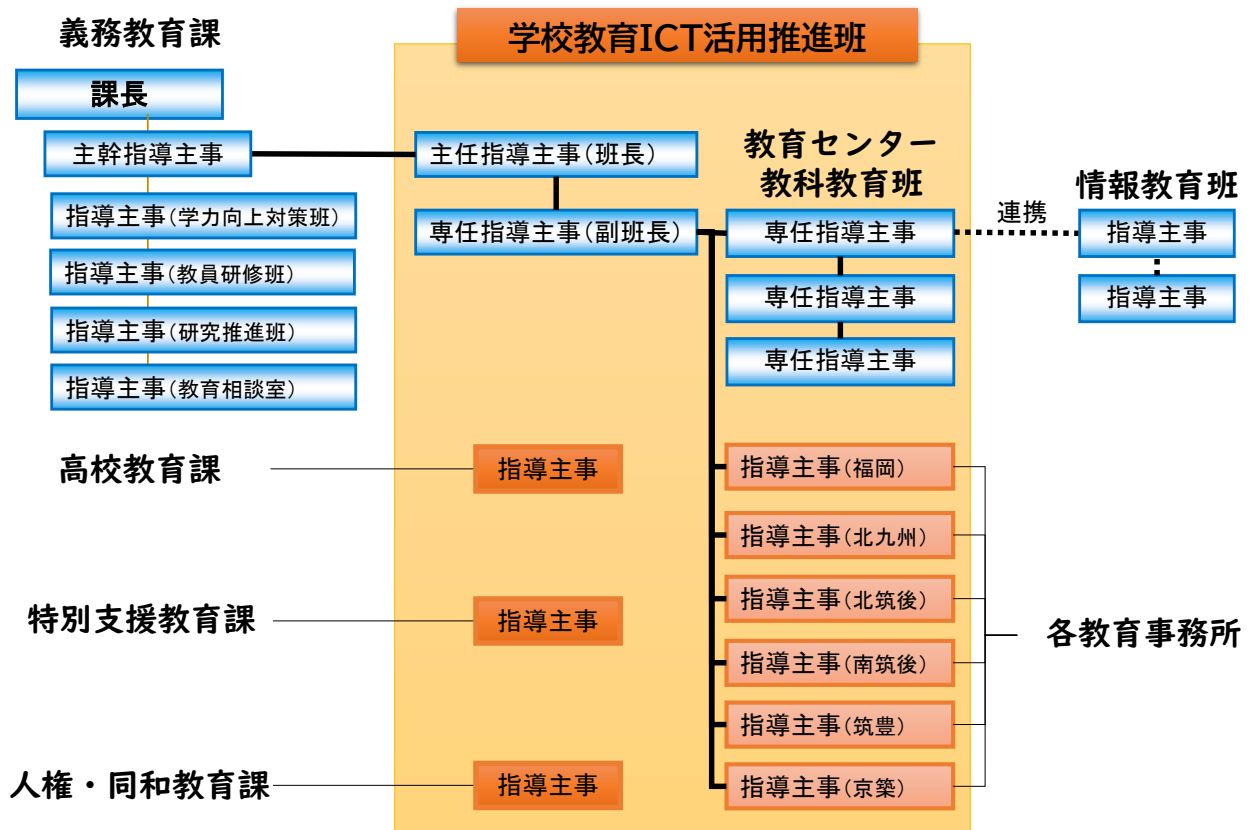 義務教育課
学校教育ICT活用推進班
課長
主幹指導主事
指導主事(学力向上対策班)
指導主事(教員研修班)
指導主事(研究推進班)
指導主事(教育相談室)
主任指導主事(班長)
専任指導主事(副班長)
教育センター
教科教育班
専任指導主事
専任指導主事
専任指導主事
連携
情報教育班
指導主事
指導主事
高校教育課
指導主事
特別支援教育課
指導主事
人権・同和教育課
指導主事
指導主事(福岡)
指導主事(北九州)
指導主事(北筑後)
指導主事(南筑後)
指導主事(筑豊)
指導主事(京築)
各教育事務所